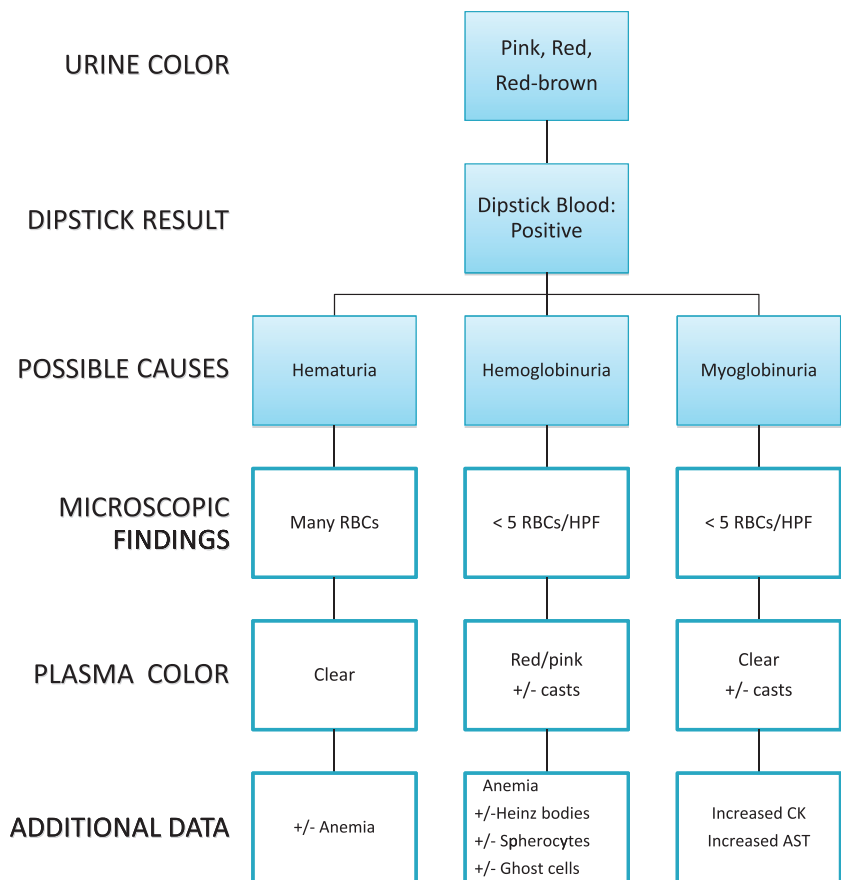 URINE COLOR
Pink, Red,
Red-brown
DIPSTICK RESULT
Dipstick Blood:
Positive
POSSIBLE CAUSES
Hematuria
Hemoglobinuria
Myoglobinuria
MICROSCOPIC
FINDINGS
Many RBCs
< 5 RBCs/HPF
< 5 RBCs/HPF
PLASMA COLOR
Clear
Red/pink
+/- casts
Clear
+/- casts
ADDITIONAL DATA
+/- Anemia
Anemia
+/-Heinz bodies
+/- Spherocytes
+/- Ghost cells
Increased CK
Increased AST